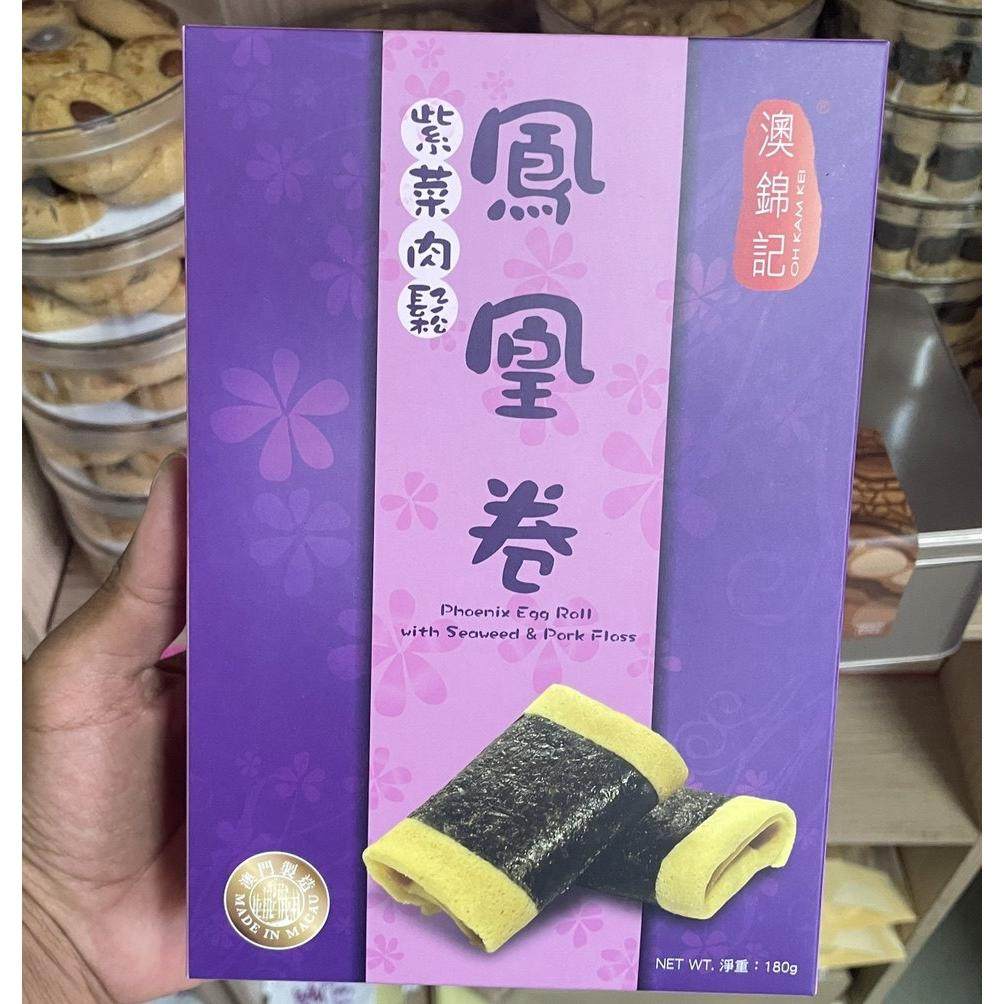 紫菜肉鬆
鳳凰卷
Phoenix Egg Roll
with Seaweed & Pork Floss
澳錦記
OH KAM KEI
®
澳門製造
MADE IN MACAU
NET WT. 淨重：180g